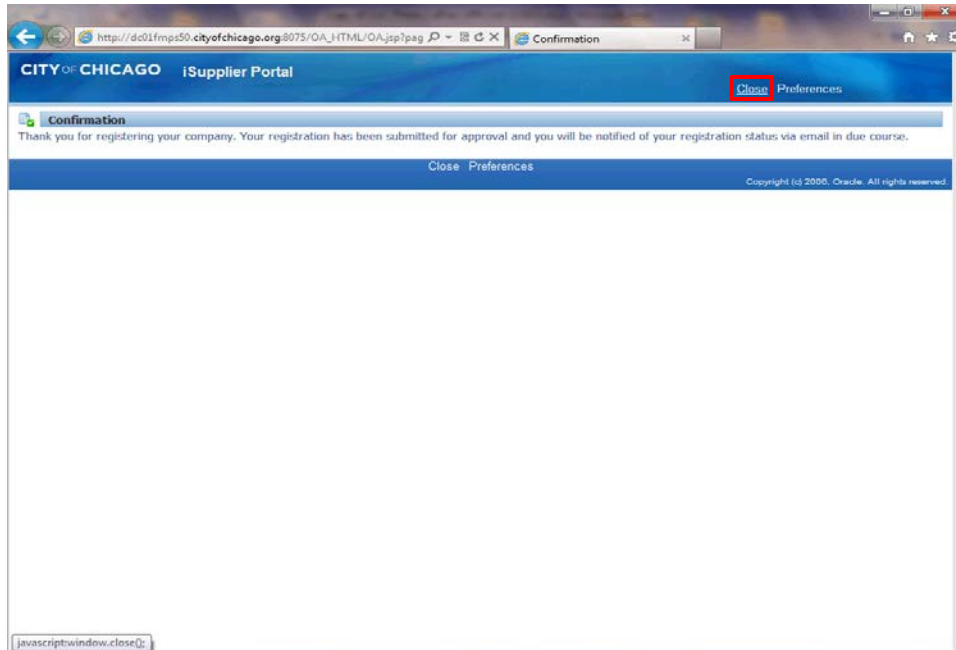 http://dc01fmps50.cityofchicago.org:8075/OA_HTML/OA.jsp?pag
Confirmation
CITY OF CHICAGO iSupplier Portal
Close Preferences
Confirmation
Thank you for registering your company. Your registration has been submitted for approval and you will be notified of your registration status via email in due course.
Close Preferences
Copyright (c) 2006, Oracle. All rights reserved.
javascript:window.close();